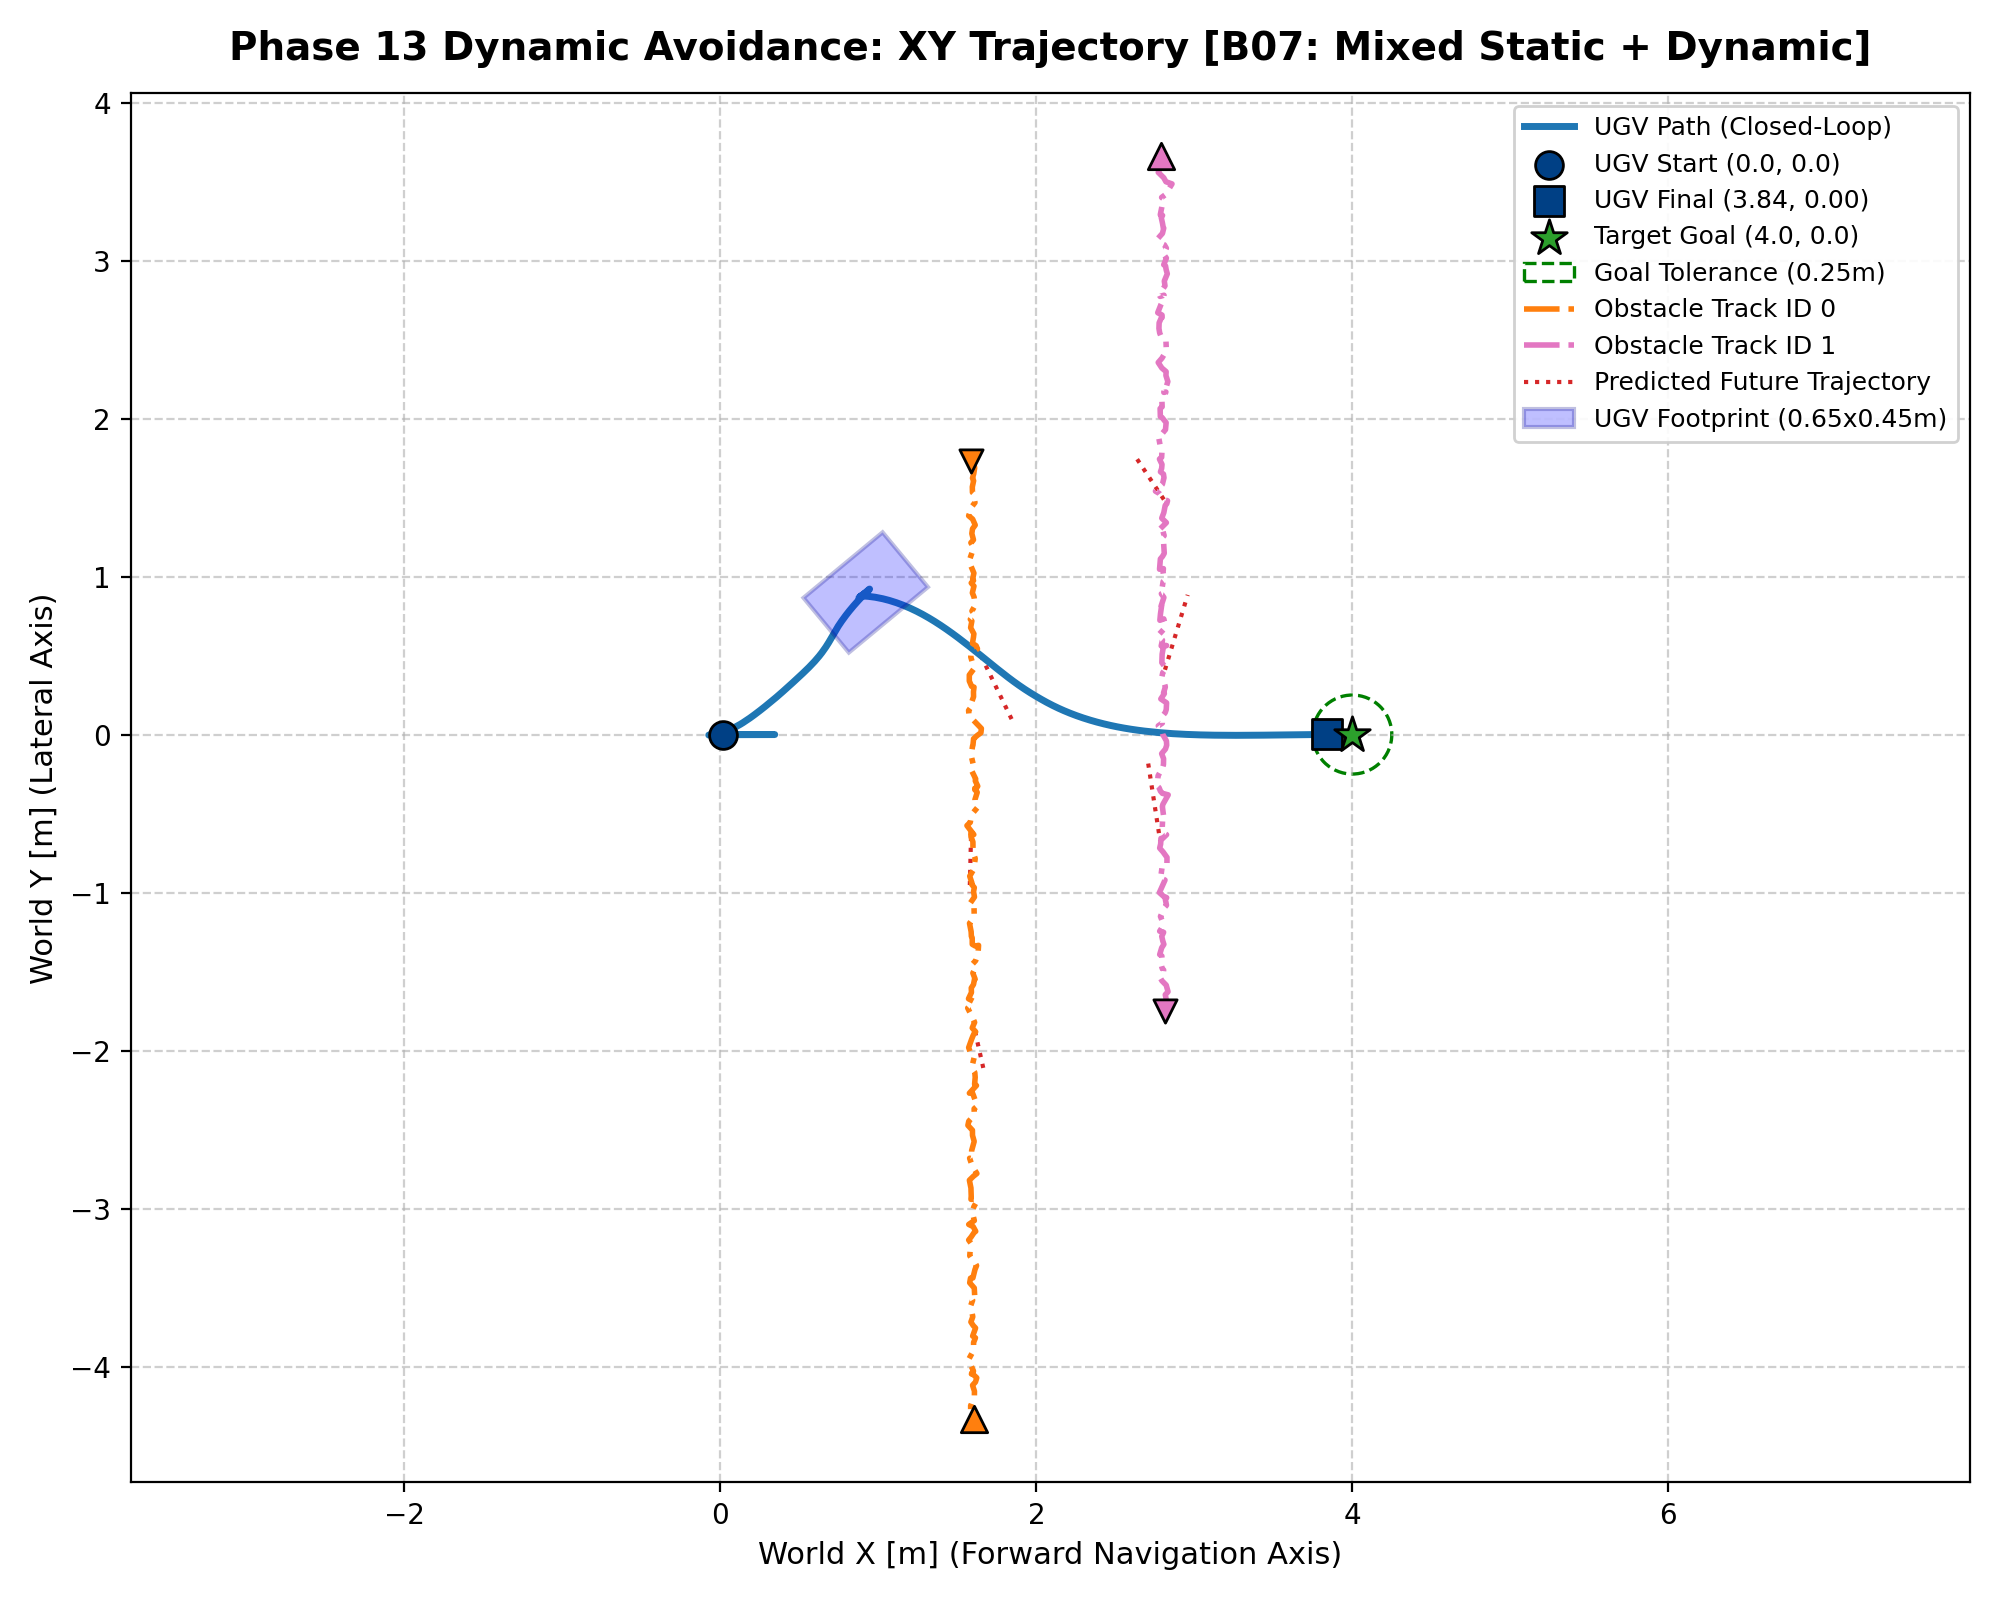 Phase 13 Dynamic Avoidance: XY Trajectory [B07: Mixed Static + Dynamic]
World Y [m] (Lateral Axis)
4
3
2
1
0
−1
−2
−3
−4
UGV Path (Closed-Loop)
UGV Start (0.0, 0.0)
UGV Final (3.84, 0.00)
Target Goal (4.0, 0.0)
Goal Tolerance (0.25m)
Obstacle Track ID 0
Obstacle Track ID 1
Predicted Future Trajectory
UGV Footprint (0.65x0.45m)
−2 0 2 4 6
World X [m] (Forward Navigation Axis)